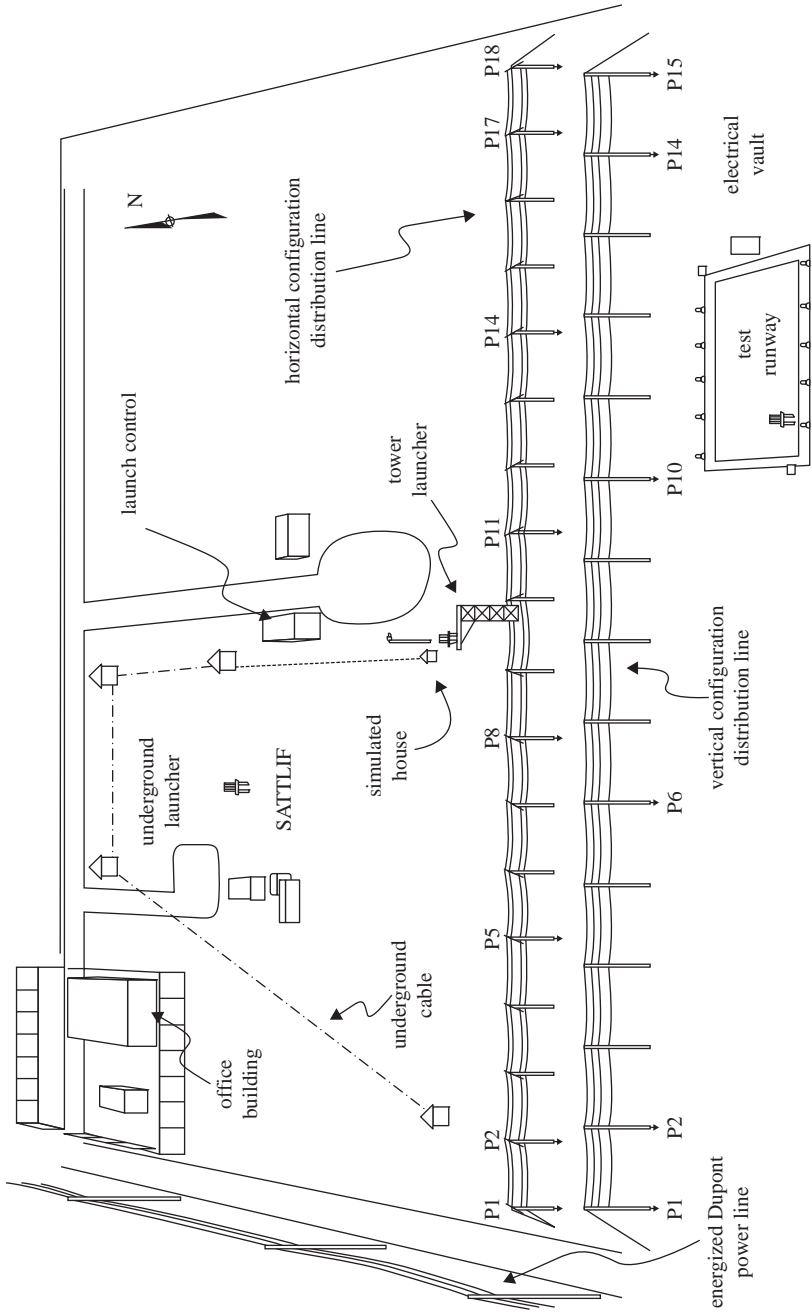 N
office
building
underground
launcher
SATTLIF
launch control
underground
cable
simulated
house
tower
launcher
horizontal configuration
distribution line
P1
P2
P5
P8
P11
P14
P17
P18
P1
P2
P6
P10
P14
P15
energized Dupont
power line
vertical configuration
distribution line
test
runway
electrical
vault